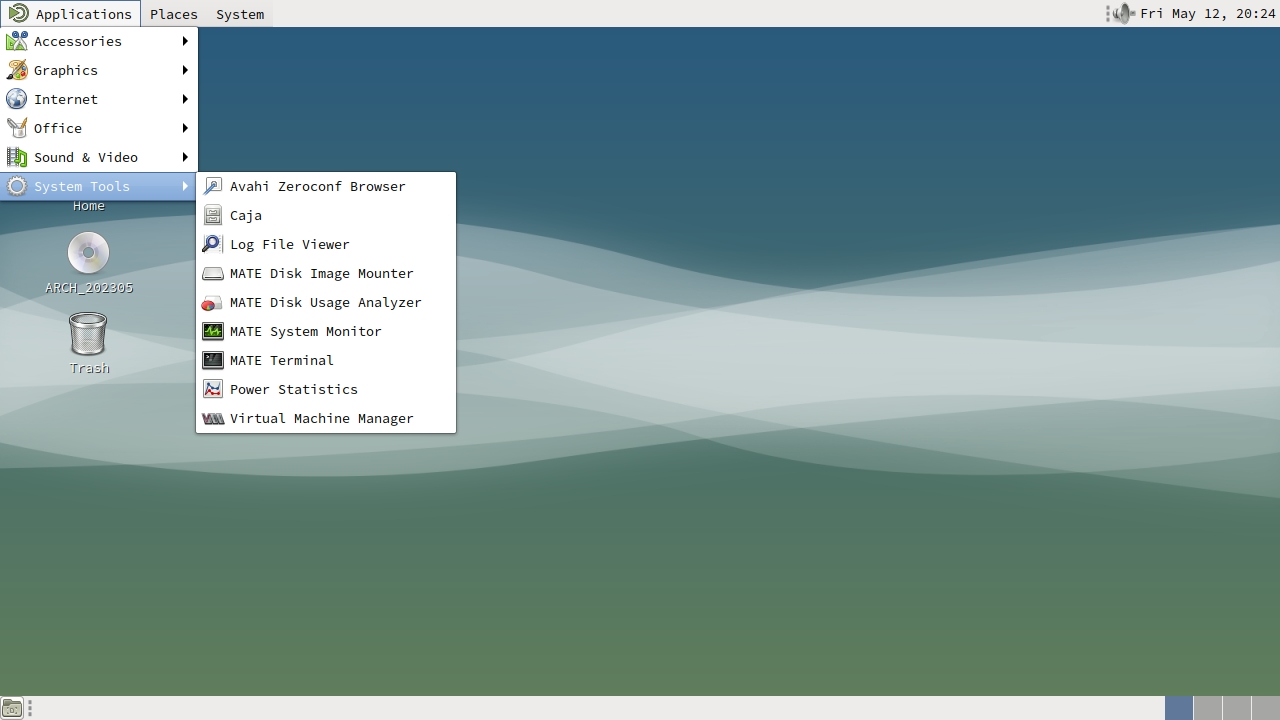 Applications Places System Fri May 12, 20:24
Accessories
Graphics
Internet
Office
Sound & Video
System Tools
Avahi Zeroconf Browser
Caja
Log File Viewer
MATE Disk Image Mounter
MATE Disk Usage Analyzer
MATE System Monitor
MATE Terminal
Power Statistics
Virtual Machine Manager
Home
ARCH_202305
Trash